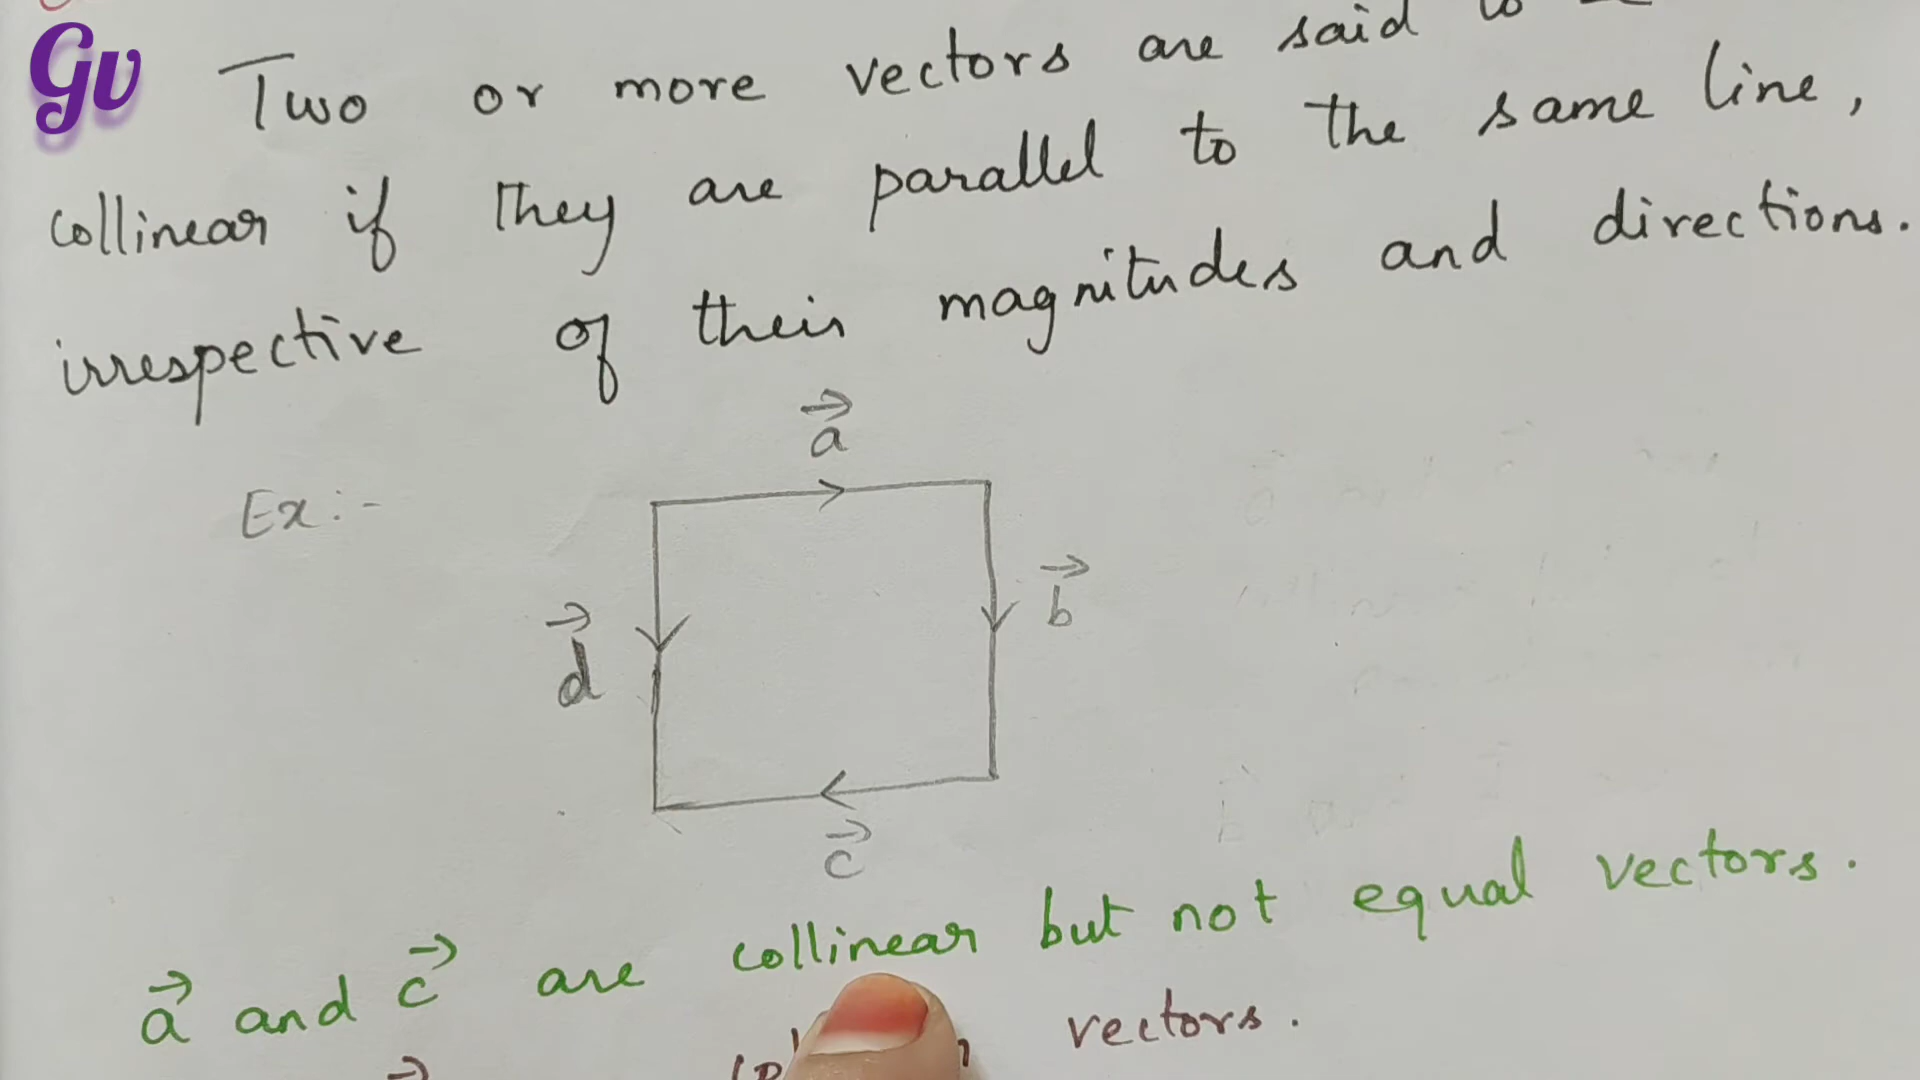 Gv
Two or more vectors are said to
collinear if they are parallel to the same line,
irrespective of their magnitudes and directions.
a
Ex:-
b
d
c
a and c are collinear but not equal vectors.
vectors.